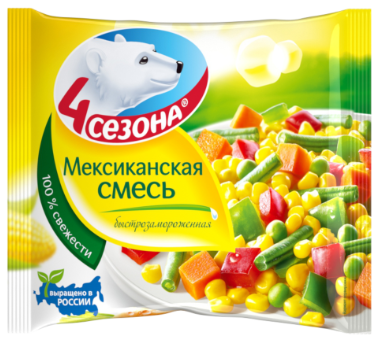 4 СЕЗОНА®
Мексиканская
СМЕСЬ
быстрозамороженная
100% свежести
выращено в
РОССИИ